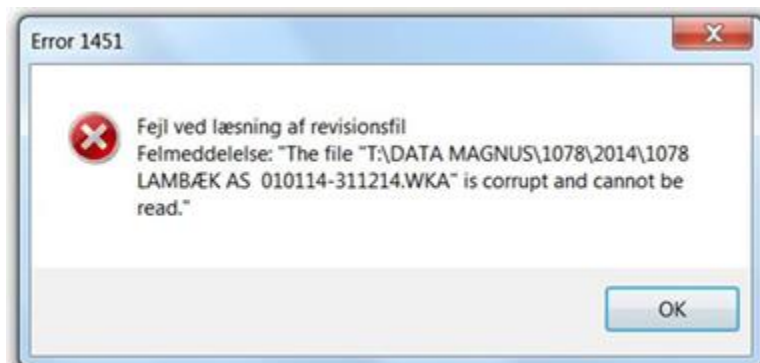 Error 1451
Fejl ved læsning af revisionsfil
Felmeddelelse: "The file "T:\DATA MAGNUS\1078\2014\1078
LAMBÆK AS  010114-311214.WKA" is corrupt and cannot be
read."
OK